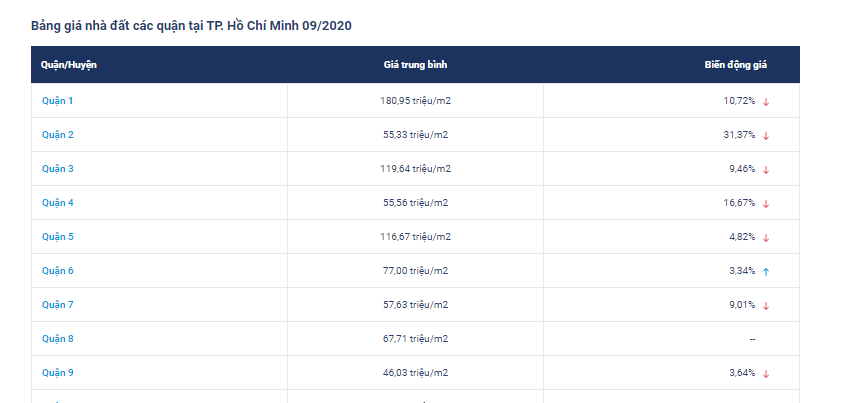 Bảng giá nhà đất các quận tại TP. Hồ Chí Minh 09/2020
Quận/Huyện Giá trung bình Biến động giá
Quận 1 180,95 triệu/m2 10,72% ↓
Quận 2 55,33 triệu/m2 31,37% ↓
Quận 3 119,64 triệu/m2 9,46% ↓
Quận 4 55,56 triệu/m2 16,67% ↓
Quận 5 116,67 triệu/m2 4,82% ↓
Quận 6 77,00 triệu/m2 3,34% ↑
Quận 7 57,63 triệu/m2 9,01% ↓
Quận 8 67,71 triệu/m2 --
Quận 9 46,03 triệu/m2 3,64% ↓